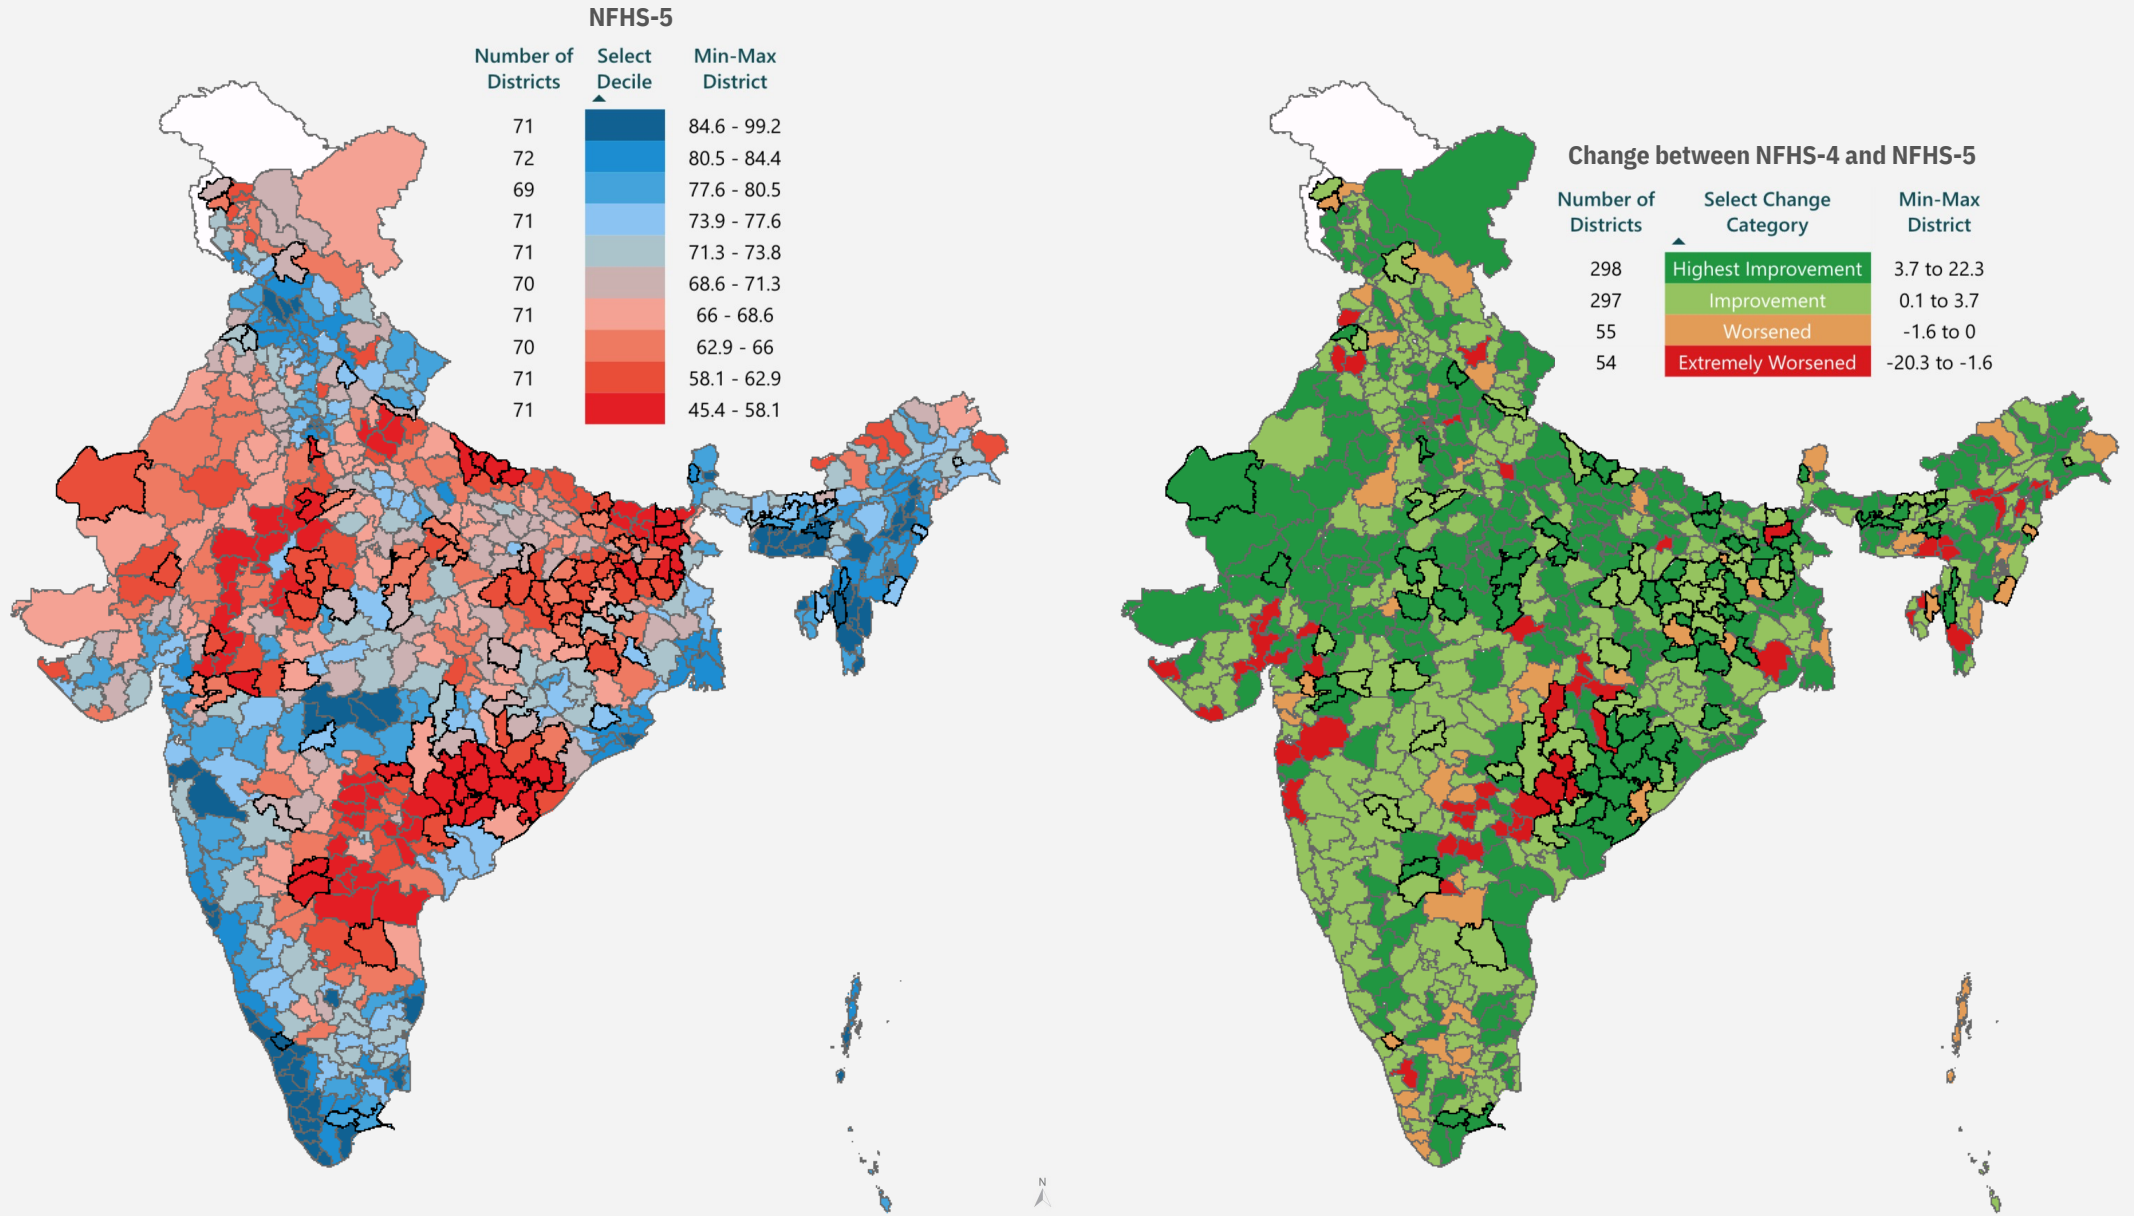 NFHS-5
Number of Districts Select Decile Min-Max District
71 84.6 - 99.2
72 80.5 - 84.4
69 77.6 - 80.5
71 73.9 - 77.6
71 71.3 - 73.8
70 68.6 - 71.3
71 66 - 68.6
70 62.9 - 66
71 58.1 - 62.9
71 45.4 - 58.1
N
Change between NFHS-4 and NFHS-5
Number of Districts Select Change Category Min-Max District
298 Highest Improvement 3.7 to 22.3
297 Improvement 0.1 to 3.7
55 Worsened -1.6 to 0
54 Extremely Worsened -20.3 to -1.6